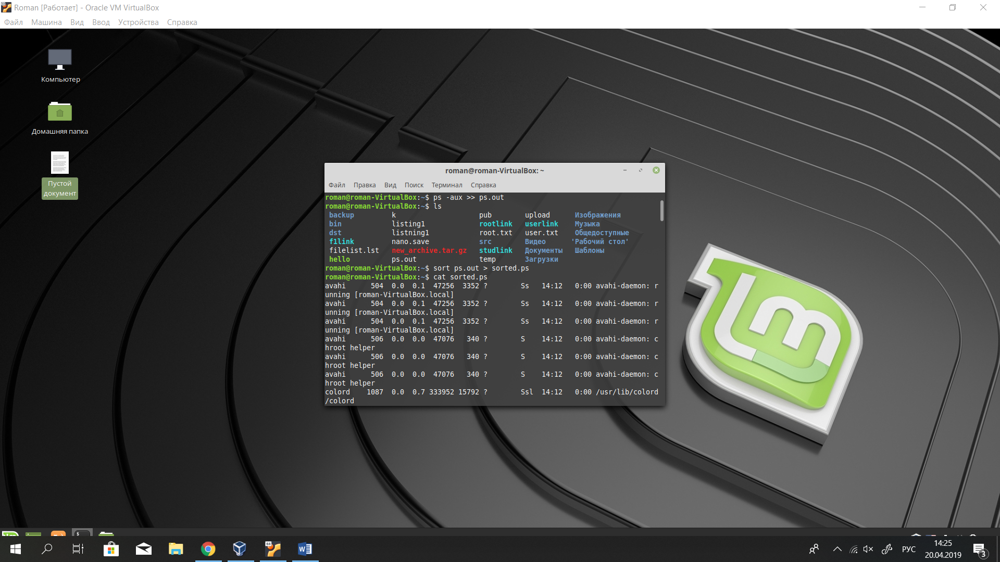 Roman [Работает] - Oracle VM VirtualBox
Файл Машина Вид Ввод Устройства Справка
Компьютер
Домашняя папка
Пустой
документ
roman@roman-VirtualBox: ~
Файл Правка Вид Поиск Терминал Справка
roman@roman-VirtualBox:~$ ps -aux >> ps.out
roman@roman-VirtualBox:~$ ls
backup k pub upload Изображения
bin listing1 rootlink userlink Музыка
dst listning1 root.txt user.txt Общедоступные
f1link nano.save src Видео 'Рабочий стол'
filelist.lst new_archive.tar.gz studlink Документы Шаблоны
hello ps.out temp Загрузки
roman@roman-VirtualBox:~$ sort ps.out > sorted.ps
roman@roman-VirtualBox:~$ cat sorted.ps
avahi 504 0.0 0.1 47256 3352 ? Ss 14:12 0:00 avahi-daemon: r
unning [roman-VirtualBox.local]
avahi 504 0.0 0.1 47256 3352 ? Ss 14:12 0:00 avahi-daemon: r
unning [roman-VirtualBox.local]
avahi 504 0.0 0.1 47256 3352 ? Ss 14:12 0:00 avahi-daemon: r
unning [roman-VirtualBox.local]
avahi 506 0.0 0.0 47076 340 ? S 14:12 0:00 avahi-daemon: c
hroot helper
avahi 506 0.0 0.0 47076 340 ? S 14:12 0:00 avahi-daemon: c
hroot helper
avahi 506 0.0 0.0 47076 340 ? S 14:12 0:00 avahi-daemon: c
hroot helper
colord 1087 0.0 0.7 333952 15792 ? Ssl 14:12 0:00 /usr/lib/colord
/colord
64
W
РУС
14:25
20.04.2019
3